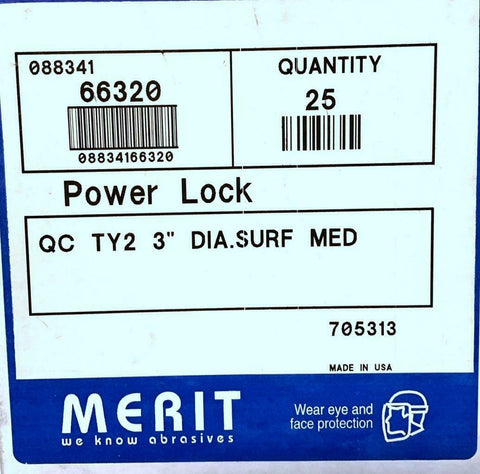 088341
66320
08834166320
QUANTITY
25
Power Lock
QC TY2 3" DIA.SURF MED
705313
MADE IN USA
MERIT
we know abrasives
Wear eye and
face protection